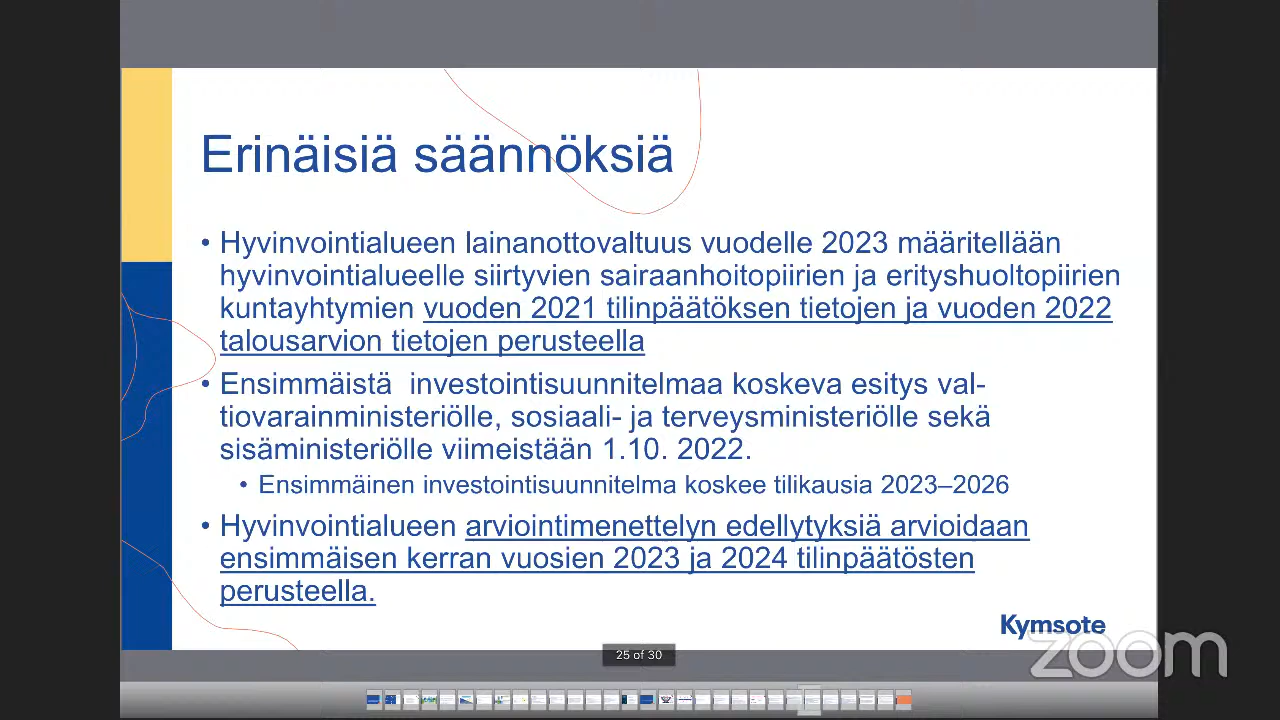 Erinäisiä säännöksiä
• Hyvinvointialueen lainanottovaltuus vuodelle 2023 määritellään
hyvinvointialueelle siirtyvien sairaanhoitopiirien ja erityshuoltopiirien
kuntayhtymien vuoden 2021 tilinpäätöksen tietojen ja vuoden 2022
talousarvion tietojen perusteella
• Ensimmäistä  investointisuunnitelmaa koskeva esitys val-
tiovarainministeriölle, sosiaali- ja terveysministeriölle sekä
sisäministeriölle viimeistään 1.10. 2022.
• Ensimmäinen investointisuunnitelma koskee tilikausia 2023–2026
• Hyvinvointialueen arviointimenettelyn edellytyksiä arvioidaan
ensimmäisen kerran vuosien 2023 ja 2024 tilinpäätösten
perusteella.
Kymsote
zoom
25 of 30